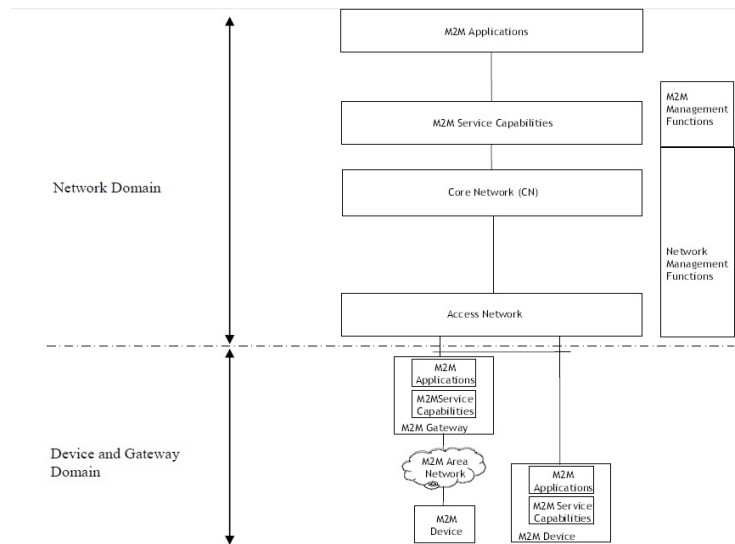 M2M Applications
M2M Service Capabilities
M2M
Management
Functions
Network Domain
Core Network (CN)
Network
Management
Functions
Access Network
M2M
Applications
M2MService
Capabilities
M2M Gateway
Device and Gateway
Domain
M2M Area
Network
M2M
Device
M2M
Applications
M2M Service
Capabilities
M2M Device